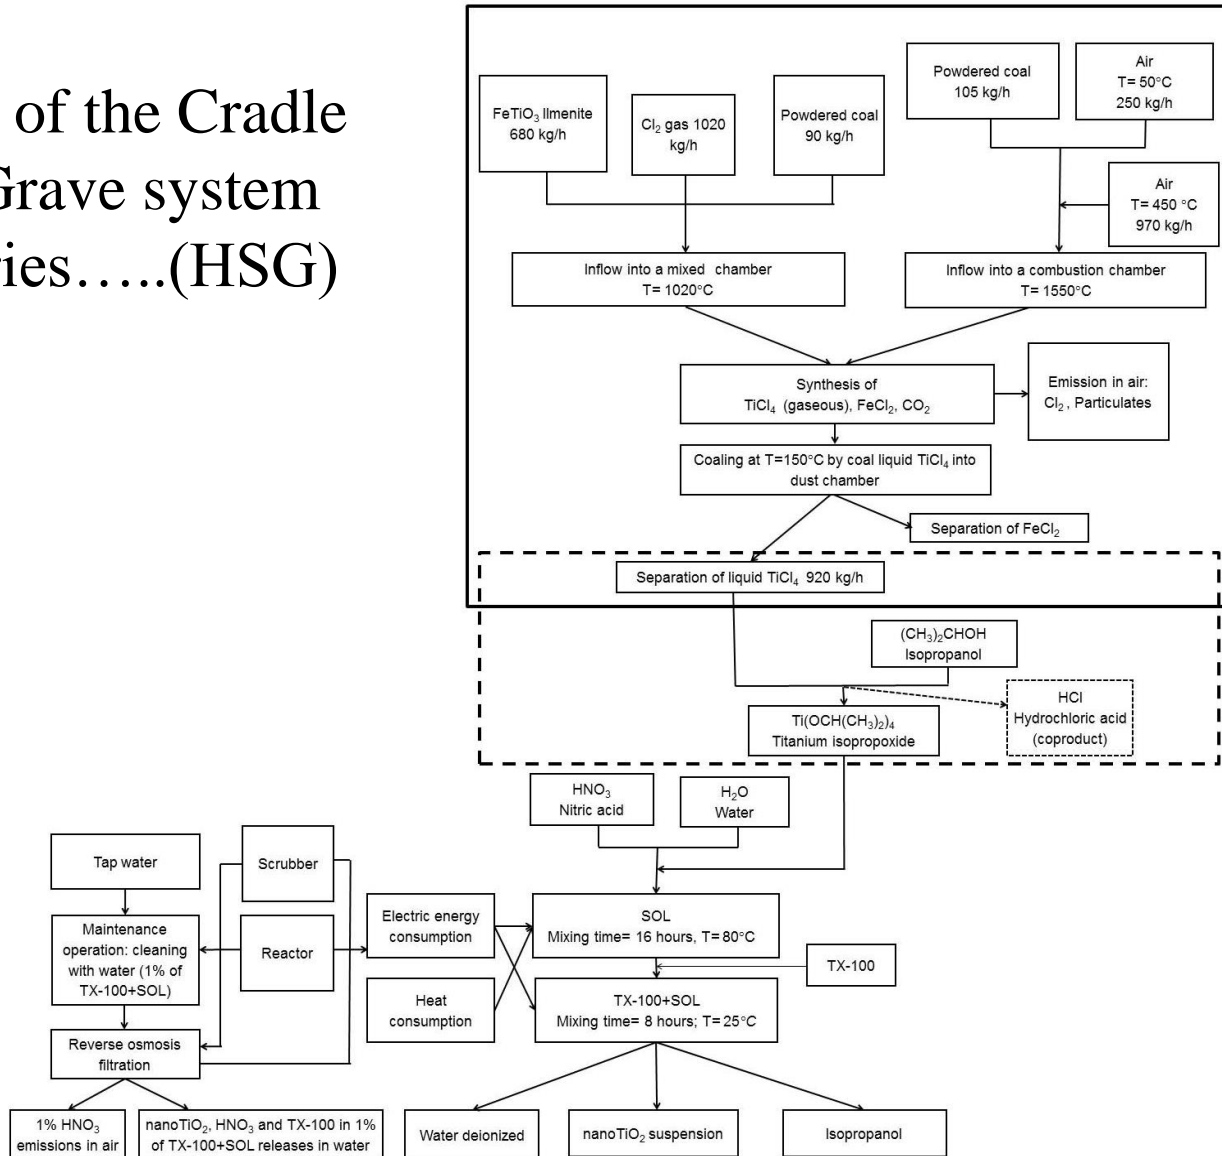 of the Cradle
Grave system
ries…..(HSG)
Powdered coal
105 kg/h
Air
T= 50°C
250 kg/h
FeTiO₃ Ilmenite
680 kg/h
Cl₂ gas 1020
kg/h
Powdered coal
90 kg/h
Air
T= 450 °C
970 kg/h
Inflow into a mixed chamber
T= 1020°C
Inflow into a combustion chamber
T= 1550°C
Synthesis of
TiCl₄ (gaseous), FeCl₂, CO₂
Emission in air:
Cl₂ , Particulates
Coaling at T=150°C by coal liquid TiCl₄ into
dust chamber
Separation of FeCl₂
Separation of liquid TiCl₄ 920 kg/h
(CH₃)₂CHOH
Isopropanol
HCl
Hydrochloric acid
(coproduct)
Ti(OCH(CH₃)₂)₄
Titanium isopropoxide
HNO₃
Nitric acid
H₂O
Water
Tap water
Scrubber
Maintenance
operation: cleaning
with water (1% of
TX-100+SOL)
Reactor
Electric energy
consumption
SOL
Mixing time= 16 hours, T= 80°C
TX-100
Heat
consumption
TX-100+SOL
Mixing time= 8 hours; T= 25°C
Reverse osmosis
filtration
1% HNO₃
emissions in air
nanoTiO₂, HNO₃ and TX-100 in 1%
of TX-100+SOL releases in water
Water deionized
nanoTiO₂ suspension
Isopropanol